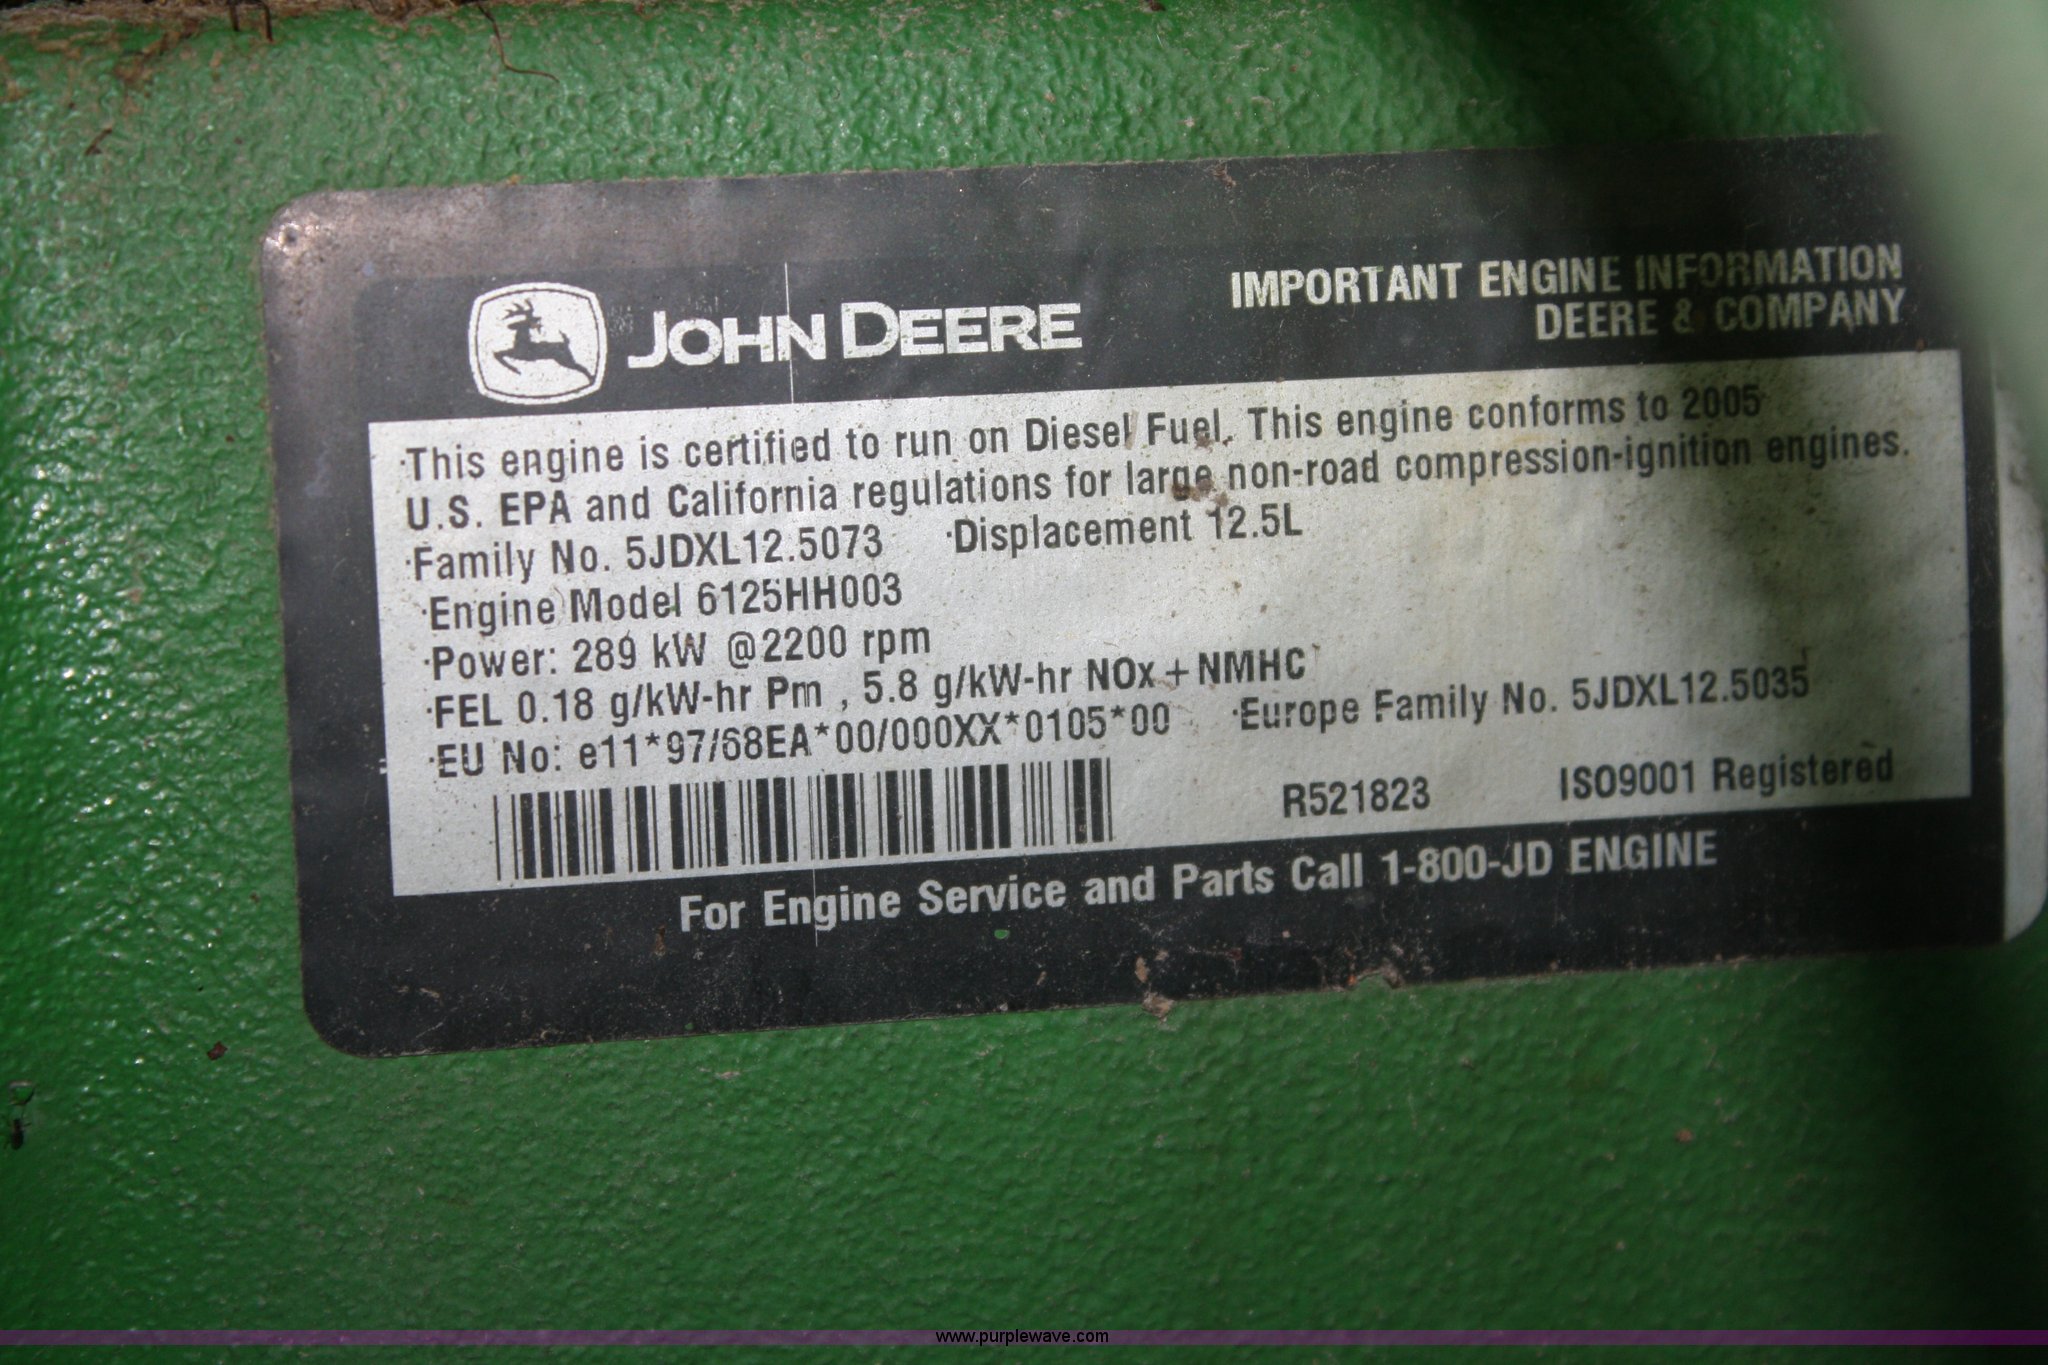 JOHN DEERE
IMPORTANT ENGINE INFORMATION
DEERE & COMPANY
·This engine is certified to run on Diesel Fuel. This engine conforms to 2005
U.S. EPA and California regulations for large non-road compression-ignition engines.
·Family No. 5JDXL12.5073 ·Displacement 12.5L
·Engine Model 6125HH003
·Power: 289 kW @2200 rpm
·FEL 0.18 g/kW-hr Pm , 5.8 g/kW-hr NOx + NMHC
·EU No: e11*97/68EA*00/000XX*0105*00 ·Europe Family No. 5JDXL12.5035
R521823 ISO9001 Registered
For Engine Service and Parts Call 1-800-JD ENGINE
www.purplewave.com